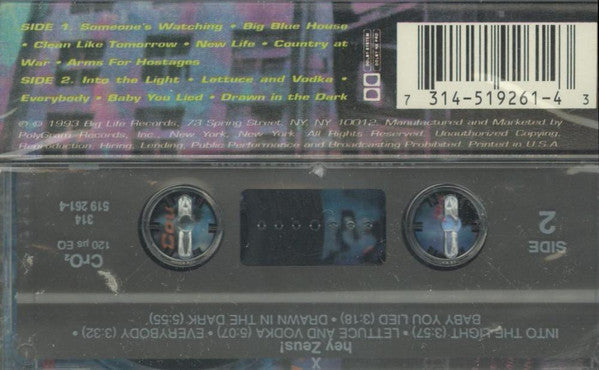 SIDE 1. Someone's Watching • Big Blue House
• Clean Like Tomorrow • New Life • Country at
War • Arms For Hostages
SIDE 2. Into the Light • Lettuce and Vodka •
Everybody • Baby You Lied • Drawn in the Dark
7 314-519261-4 3
℗ © 1993 Big Life Records, 73 Spring Street, NY, NY 10012. Manufactured and Marketed by
PolyGram Records, Inc., New York, New York. All Rights Reserved. Unauthorized Copying,
Reproduction, Hiring, Lending, Public Performance and Broadcasting Prohibited. Printed in U.S.A
X
hey Zeus!
INTO THE LIGHT (3:57) • LETTUCE AND VODKA (5:07) • EVERYBODY (3:32) •
BABY YOU LIED (3:18) • DRAWN IN THE DARK (5:55)
SIDE
2
CrO₂
120 µs EQ
314
519 261-4